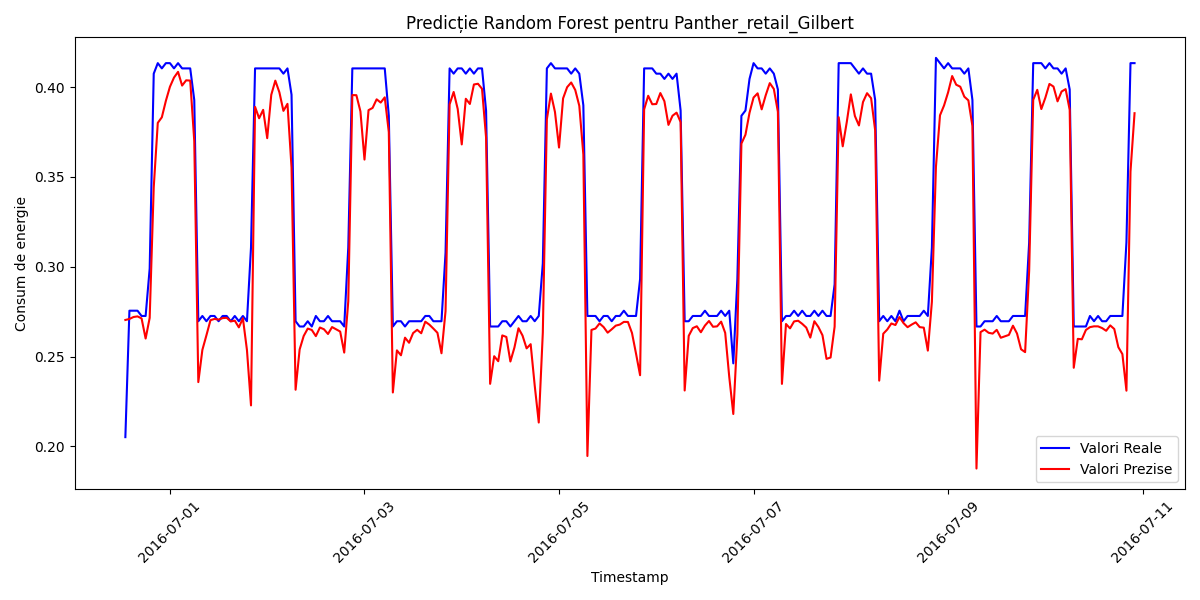 Predicție Random Forest pentru Panther_retail_Gilbert
Consum de energie
0.40
0.35
0.30
0.25
0.20
Valori Reale
Valori Prezise
2016-07-01
2016-07-03
2016-07-05
2016-07-07
2016-07-09
2016-07-11
Timestamp